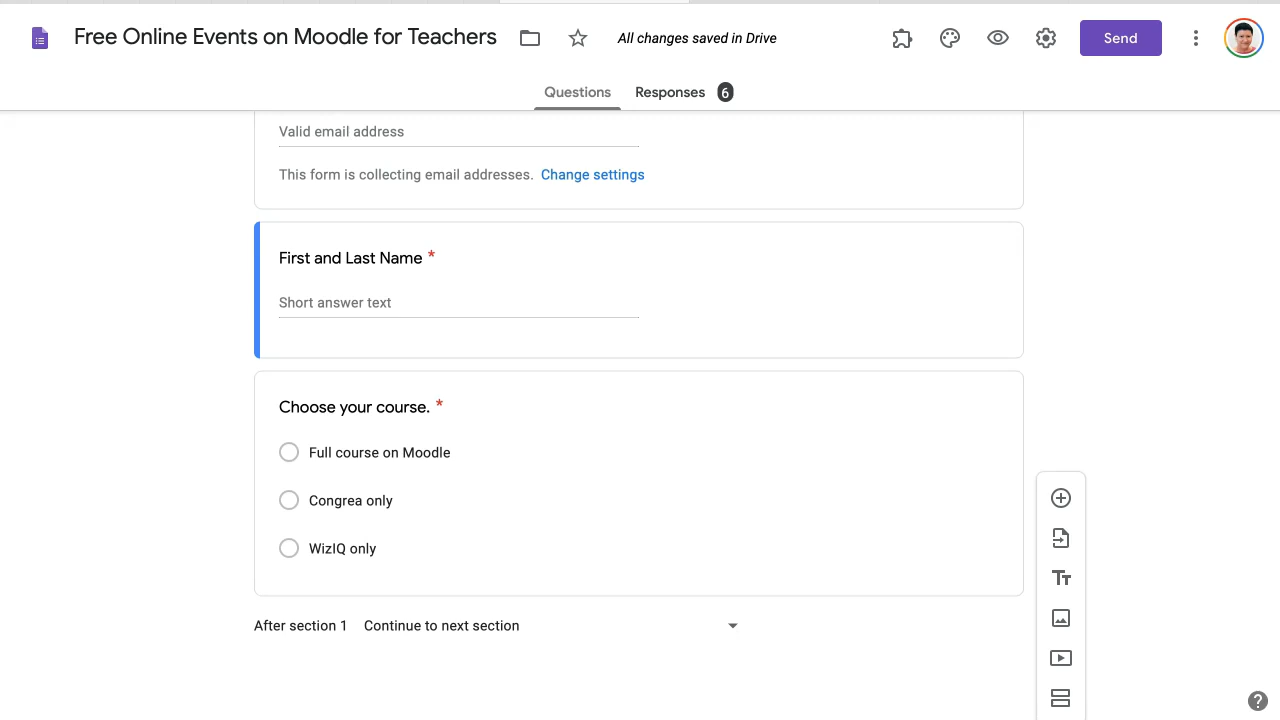 Free Online Events on Moodle for Teachers
All changes saved in Drive
Send
Questions
Responses 6
Valid email address
This form is collecting email addresses. Change settings
First and Last Name *
Short answer text
Choose your course. *
Full course on Moodle
Congrea only
WizIQ only
After section 1 Continue to next section